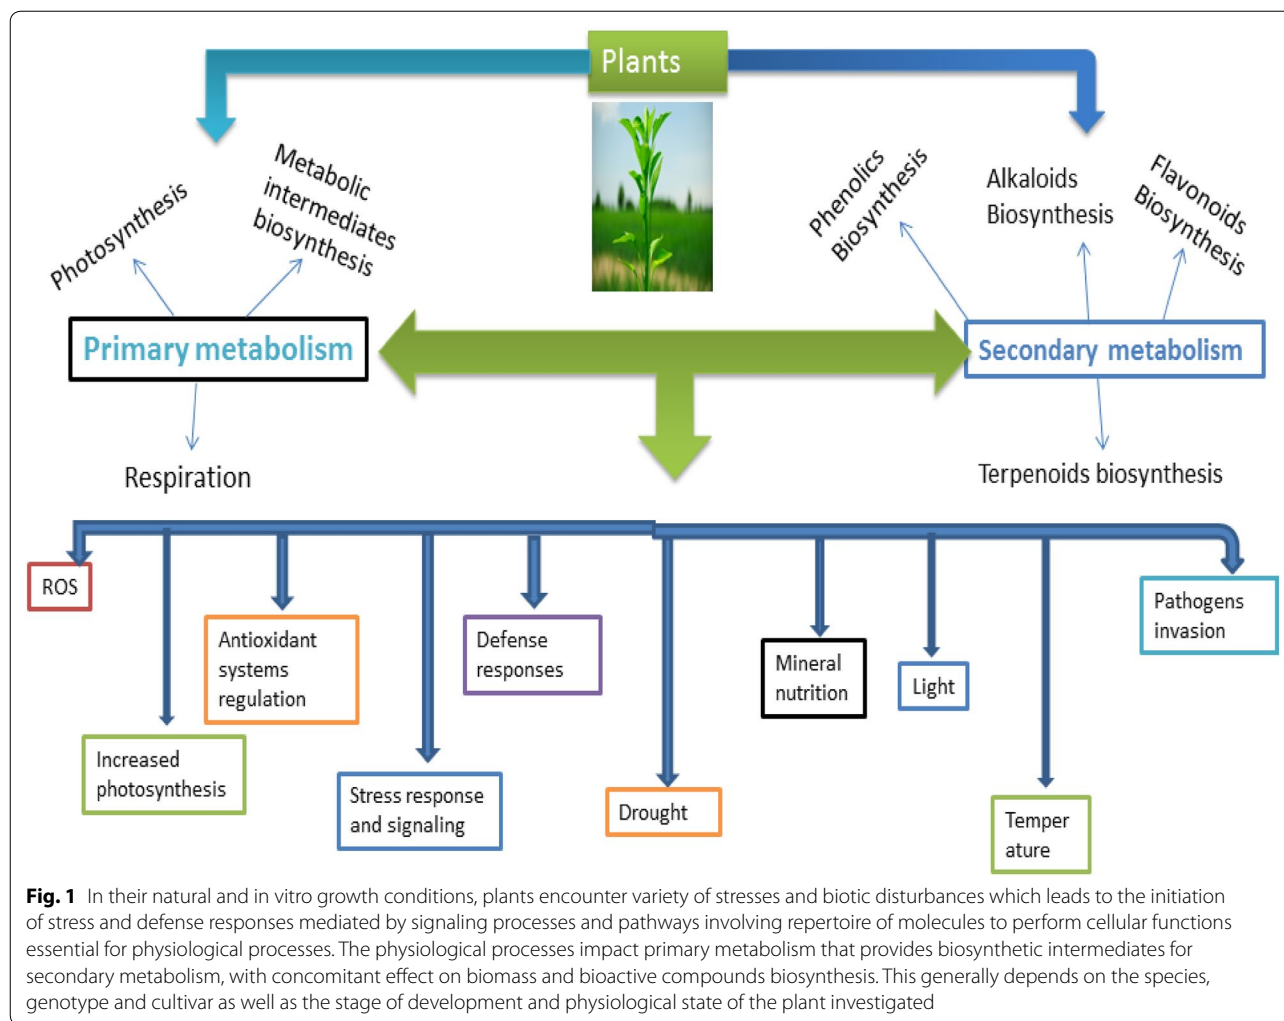 Plants
Photosynthesis
Metabolic
intermediates
biosynthesis
Phenolics
Biosynthesis
Alkaloids
Biosynthesis
Flavonoids
Biosynthesis
Primary metabolism
Secondary metabolism
Respiration
Terpenoids biosynthesis
ROS
Increased
photosynthesis
Antioxidant
systems
regulation
Stress response
and signaling
Defense
responses
Drought
Mineral
nutrition
Light
Temper
ature
Pathogens
invasion
Fig. 1 In their natural and in vitro growth conditions, plants encounter variety of stresses and biotic disturbances which leads to the initiation
of stress and defense responses mediated by signaling processes and pathways involving repertoire of molecules to perform cellular functions
essential for physiological processes. The physiological processes impact primary metabolism that provides biosynthetic intermediates for
secondary metabolism, with concomitant effect on biomass and bioactive compounds biosynthesis. This generally depends on the species,
genotype and cultivar as well as the stage of development and physiological state of the plant investigated